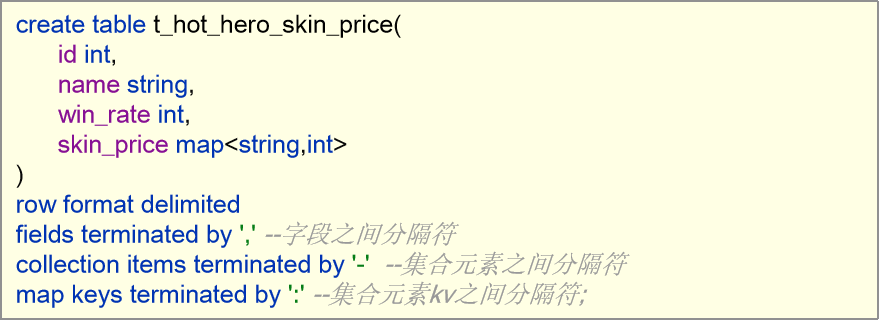 create table t_hot_hero_skin_price(
id int,
name string,
win_rate int,
skin_price map<string,int>
)
row format delimited
fields terminated by ',' --字段之间分隔符
collection items terminated by '-' --集合元素之间分隔符
map keys terminated by ':' --集合元素kv之间分隔符;